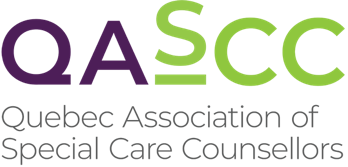 QASCC
Quebec Association of
Special Care Counsellors